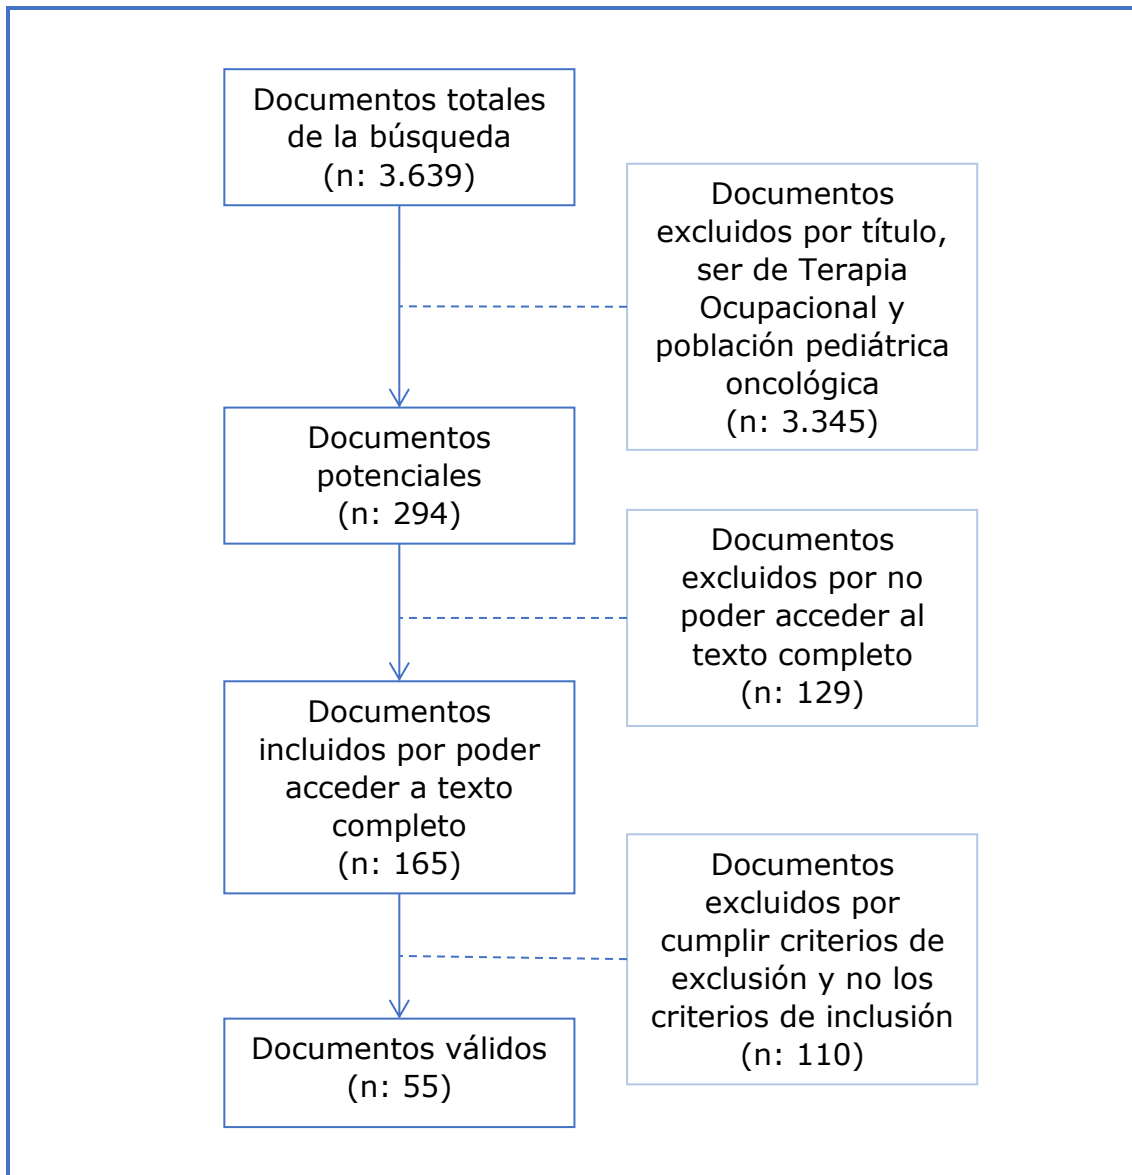 Documentos totales
de la búsqueda
(n: 3.639)
Documentos
excluidos por título,
ser de Terapia
Ocupacional y
población pediátrica
oncológica
(n: 3.345)
Documentos
potenciales
(n: 294)
Documentos
excluidos por no
poder acceder al
texto completo
(n: 129)
Documentos
incluidos por poder
acceder a texto
completo
(n: 165)
Documentos
excluidos por
cumplir criterios de
exclusión y no los
criterios de inclusión
(n: 110)
Documentos válidos
(n: 55)